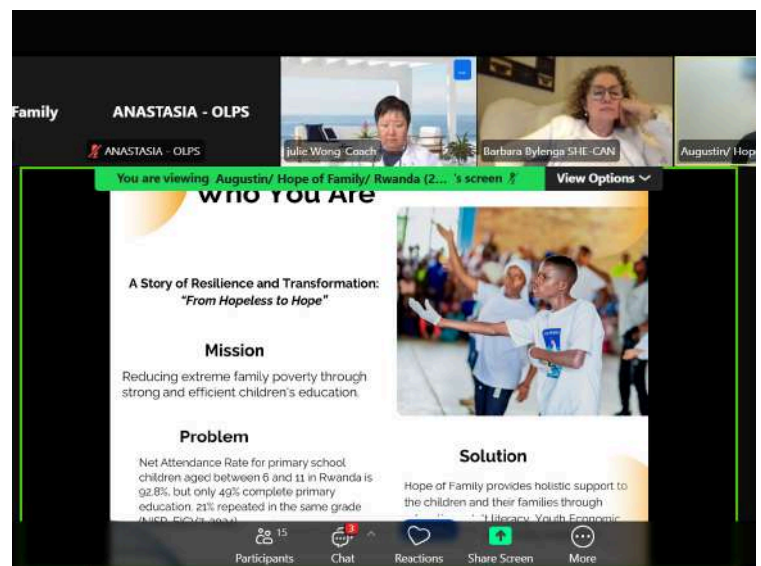 Family
ANASTASIA - OLPS
ANASTASIA - OLPS
julie Wong-Coach
Barbara Bylenga SHE-CAN
Augustin/ Hop
You are viewing Augustin/ Hope of Family/ Rwanda (2... 's screen
View Options
Who You Are
A Story of Resilience and Transformation:
"From Hopeless to Hope"
Mission
Reducing extreme family poverty through
strong and efficient children's education.
Problem
Net Attendance Rate for primary school
children aged between 6 and 11 in Rwanda is
92.8%, but only 49% complete primary
education. 21% repeated in the same grade
Solution
Hope of Family provides holistic support to
the children and their families through
literacy, Youth Economic
15
3
Participants
Chat
Reactions
Share Screen
More